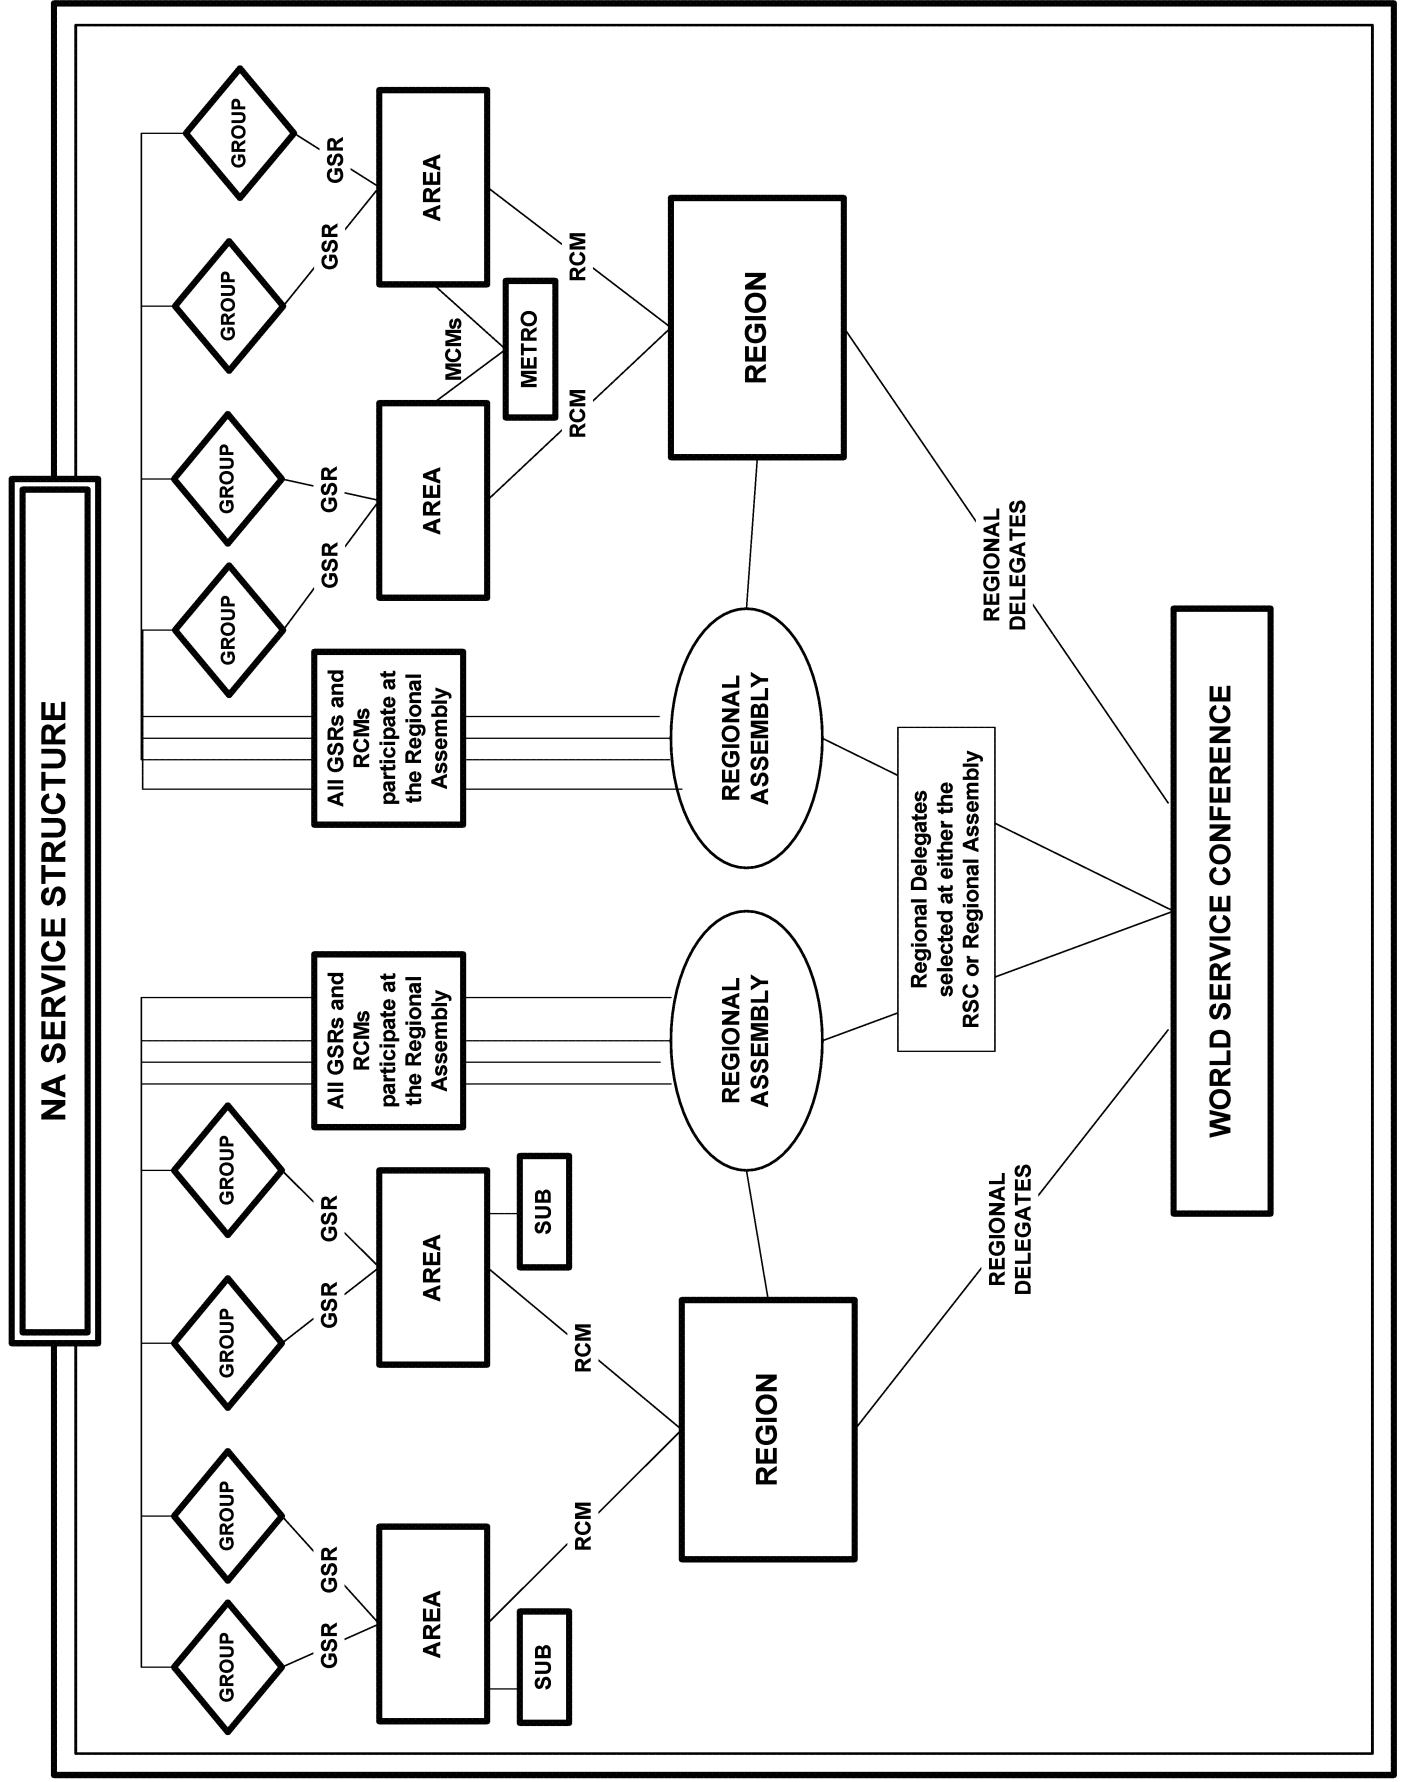 NA SERVICE STRUCTURE
GROUP
GROUP
GROUP
GROUP
GROUP
GROUP
GROUP
GROUP
GSR
GSR
GSR
GSR
GSR
GSR
GSR
GSR
All GSRs and
RCMs
participate at
the Regional
Assembly
All GSRs and
RCMs
participate at
the Regional
Assembly
AREA
AREA
AREA
AREA
MCMs
SUB
SUB
METRO
RCM
RCM
RCM
RCM
REGION
REGIONAL
ASSEMBLY
REGIONAL
ASSEMBLY
REGION
Regional Delegates
selected at either the
RSC or Regional Assembly
REGIONAL
DELEGATES
REGIONAL
DELEGATES
WORLD SERVICE CONFERENCE